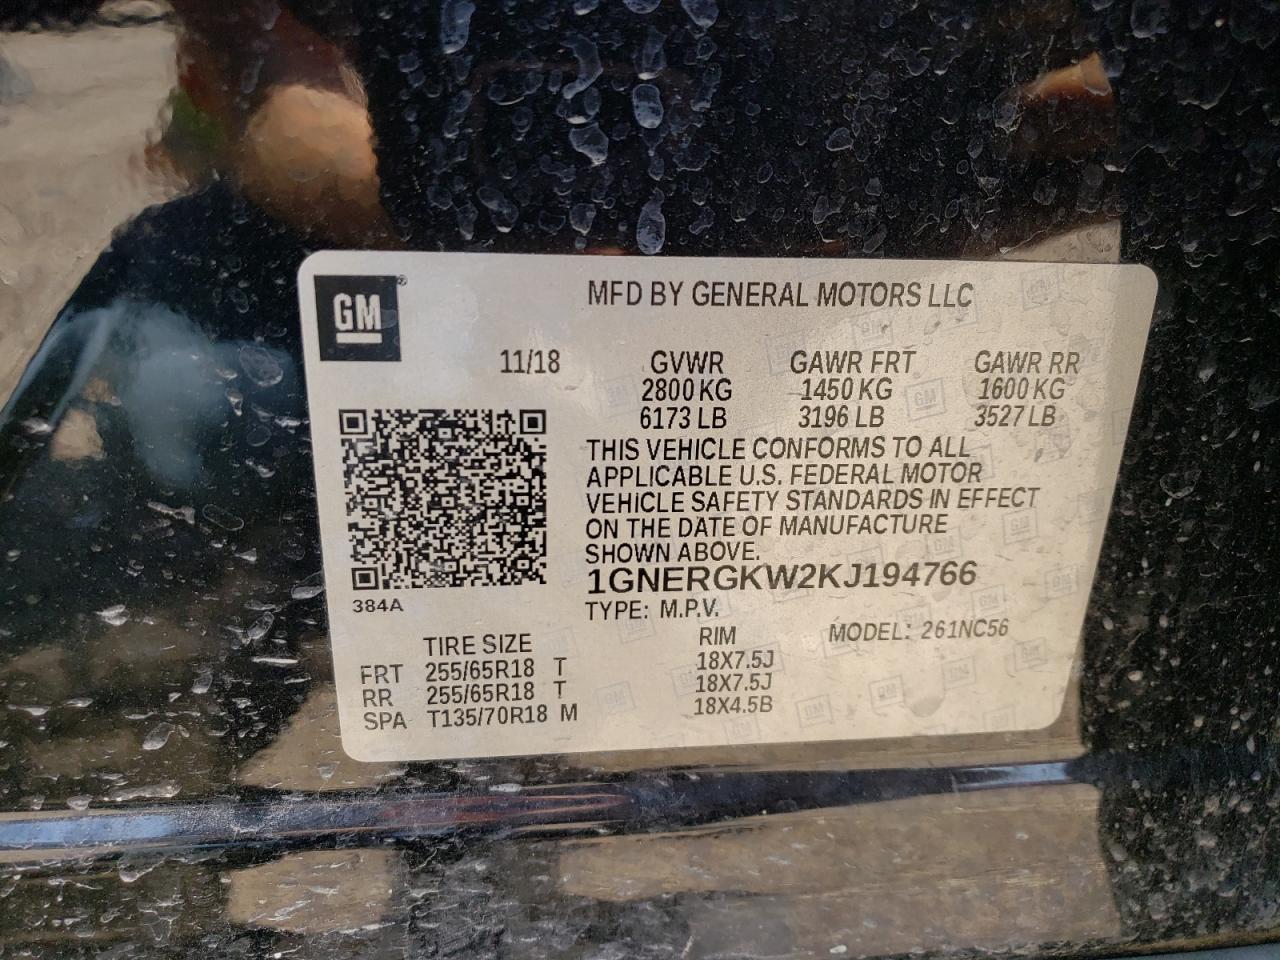 GM®
MFD BY GENERAL MOTORS LLC
11/18 GVWR GAWR FRT GAWR RR
2800 KG 1450 KG 1600 KG
6173 LB 3196 LB 3527 LB
THIS VEHICLE CONFORMS TO ALL
APPLICABLE U.S. FEDERAL MOTOR
VEHICLE SAFETY STANDARDS IN EFFECT
ON THE DATE OF MANUFACTURE
SHOWN ABOVE.
1GNERGKW2KJ194766
384A
TYPE: M.P.V.
TIRE SIZE RIM MODEL: 261NC56
FRT 255/65R18 T 18X7.5J
RR 255/65R18 T 18X7.5J
SPA T135/70R18 M 18X4.5B